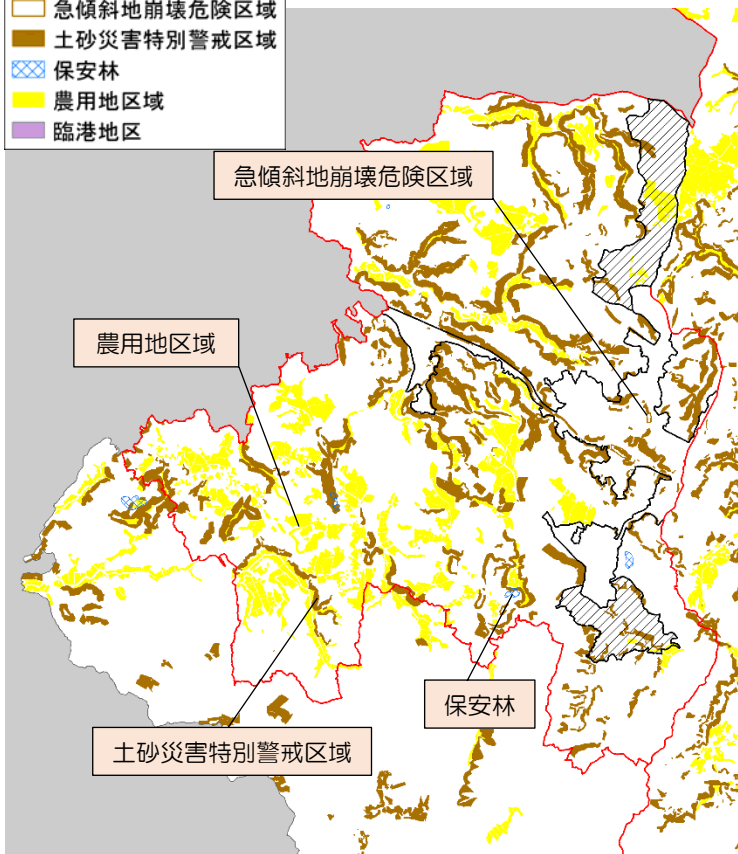 急傾斜地崩壊危険区域
土砂災害特別警戒区域
保安林
農用地区域
臨港地区
急傾斜地崩壊危険区域
農用地区域
保安林
土砂災害特別警戒区域